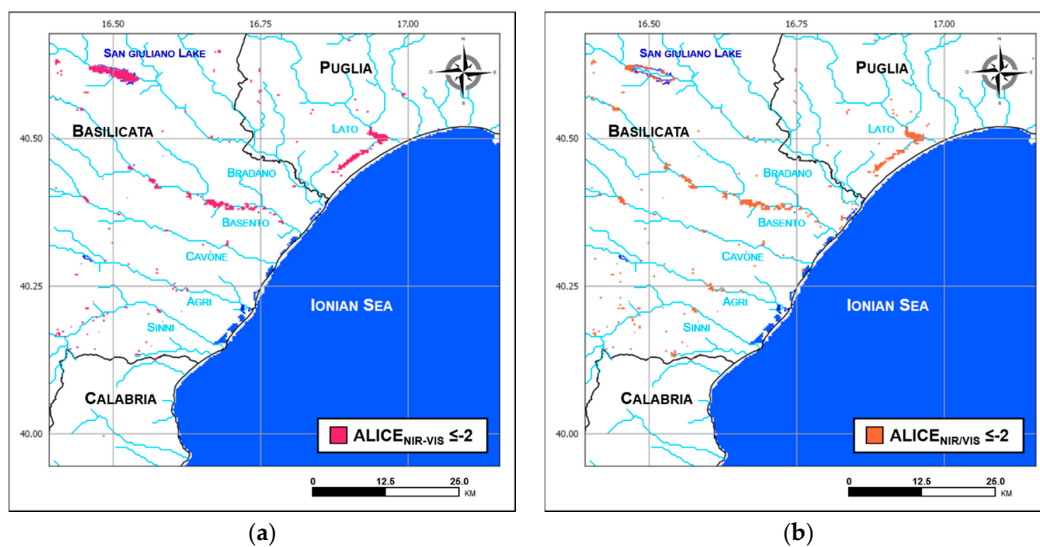 16.50 16.75 17.00
SAN GIULIANO LAKE
PUGLIA
N
O E
S
LATO
40.50
BASILICATA
BRADANO
BASENTO
CAVONE
40.25
AGRI
IONIAN SEA
SINNI
CALABRIA
40.00
ALICENIR-VIS ≤-2
0 12.5 25.0
KM
(a)
16.50 16.75 17.00
SAN GIULIANO LAKE
PUGLIA
N
O E
S
LATO
40.50
BASILICATA
BRADANO
BASENTO
CAVONE
40.25
AGRI
IONIAN SEA
SINNI
CALABRIA
40.00
ALICENIR/VIS ≤-2
0 12.5 25.0
KM
(b)